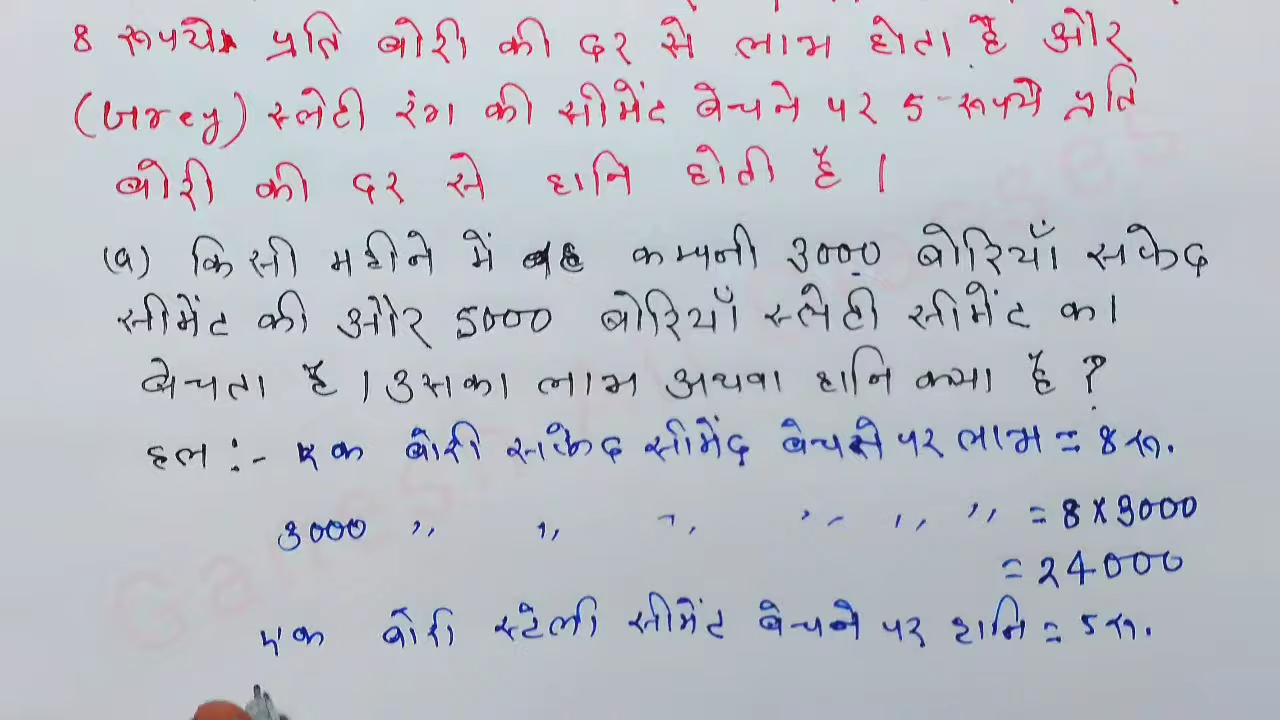 8 रूपये प्रति बोरी की दर से लाभ होता है और
(Grey) स्लेटी रंग की सीमेंट बेचने पर 5 रूपये प्रति
बोरी की दर से हानि होती है ।
(a) किसी महीने में वह कम्पनी 3000 बोरियाँ सफेद
सीमेंट की और 5000 बोरियाँ स्लेटी सीमेंट का
बेचता है । उसका लाभ अथवा हानि क्या है ?
हल :- एक बोरी सफेद सीमेंट बेचने पर लाभ = 8 रु.
3000 ,, ,, ,, ,, ,, ,, = 8 x 3000
= 24000
एक बोरी स्टेली सीमेंट बेचने पर हानि = 5 रु.